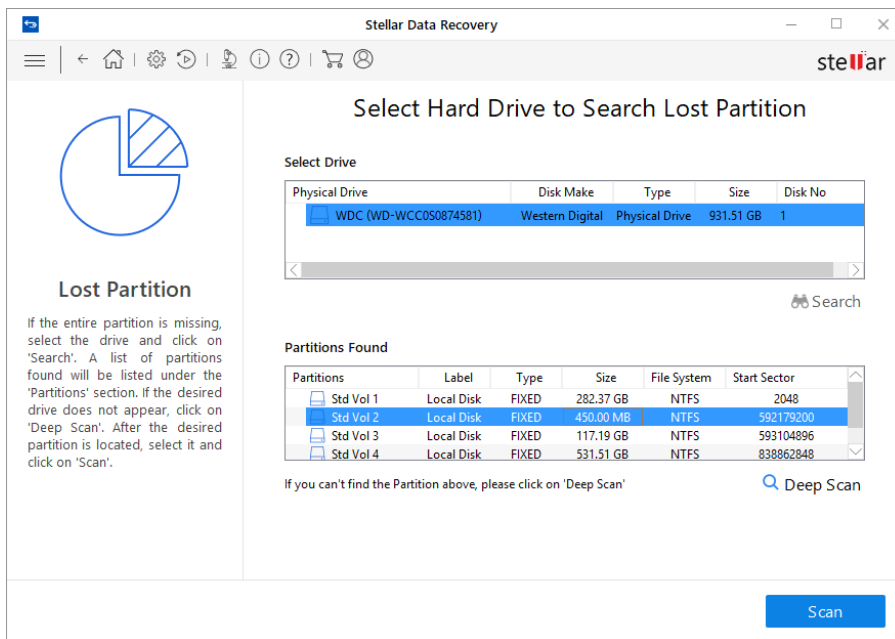 Stellar Data Recovery
stellar
Select Hard Drive to Search Lost Partition
Select Drive
Physical Drive Disk Make Type Size Disk No
WDC (WD-WCC0S0874581) Western Digital Physical Drive 931.51 GB 1
Search
Lost Partition
If the entire partition is missing,
select the drive and click on
'Search'. A list of partitions
found will be listed under the
'Partitions' section. If the desired
drive does not appear, click on
'Deep Scan'. After the desired
partition is located, select it and
click on 'Scan'.
Partitions Found
Partitions Label Type Size File System Start Sector
Std Vol 1 Local Disk FIXED 282.37 GB NTFS 2048
Std Vol 2 Local Disk FIXED 450.00 MB NTFS 592179200
Std Vol 3 Local Disk FIXED 117.19 GB NTFS 593104896
Std Vol 4 Local Disk FIXED 531.51 GB NTFS 838862848
If you can't find the Partition above, please click on 'Deep Scan'
Deep Scan
Scan